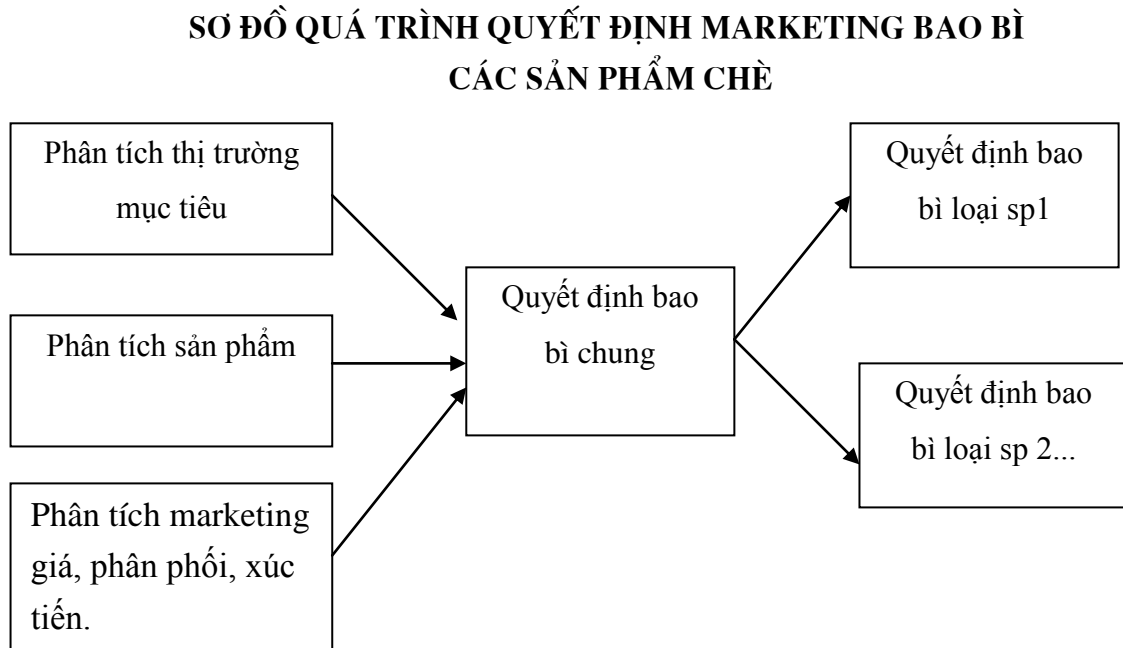 SƠ ĐỒ QUÁ TRÌNH QUYẾT ĐỊNH MARKETING BAO BÌ
CÁC SẢN PHẨM CHÈ
Phân tích thị trường
mục tiêu
Phân tích sản phẩm
Phân tích marketing
giá, phân phối, xúc
tiến.
Quyết định bao
bì chung
Quyết định bao
bì loại sp1
Quyết định bao
bì loại sp 2...